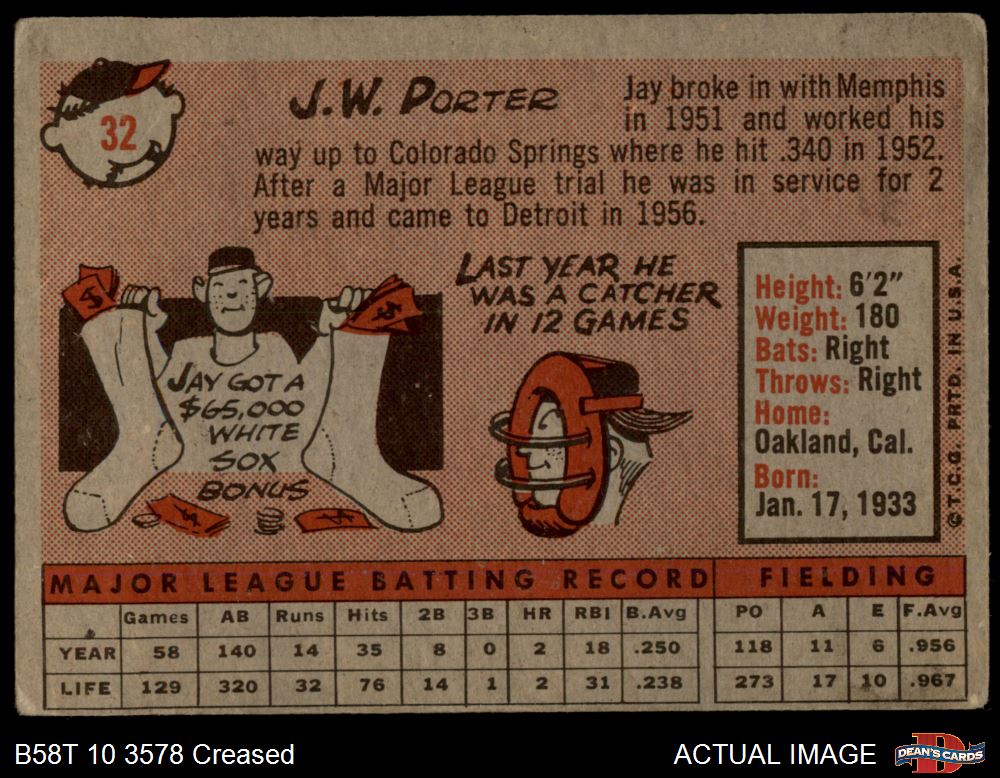 32
J.W. PORTER
Jay broke in with Memphis
in 1951 and worked his
way up to Colorado Springs where he hit .340 in 1952.
After a Major League trial he was in service for 2
years and came to Detroit in 1956.
$ $
JAY GOT A
$65,000
WHITE
SOX
BONUS
$ $
LAST YEAR HE
WAS A CATCHER
IN 12 GAMES
Height: 6'2"
Weight: 180
Bats: Right
Throws: Right
Home:
Oakland, Cal.
Born:
Jan. 17, 1933
© T.C.G. PRTD. IN U.S.A.
MAJOR LEAGUE BATTING RECORD FIELDING
Games AB Runs Hits 2B 3B HR RBI B.Avg PO A E F.Avg
YEAR 58 140 14 35 8 0 2 18 .250 118 11 6 .956
LIFE 129 320 32 76 14 1 2 31 .238 273 17 10 .967
B58T 10 3578 Creased
ACTUAL IMAGE
DEAN'S CARDS